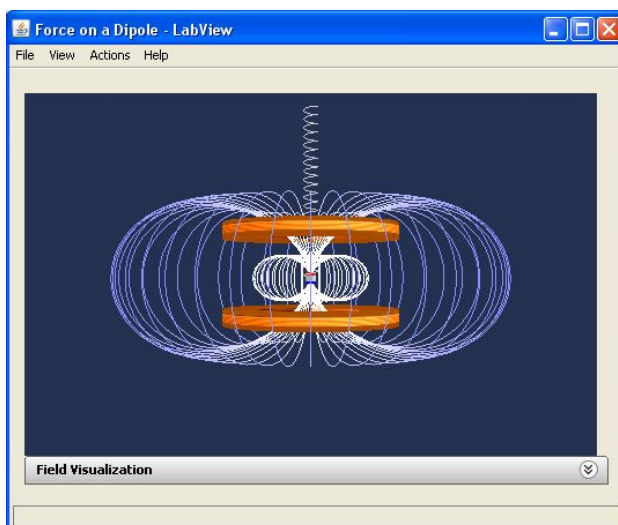 Force on a Dipole - LabView
File View Actions Help
Field Visualization